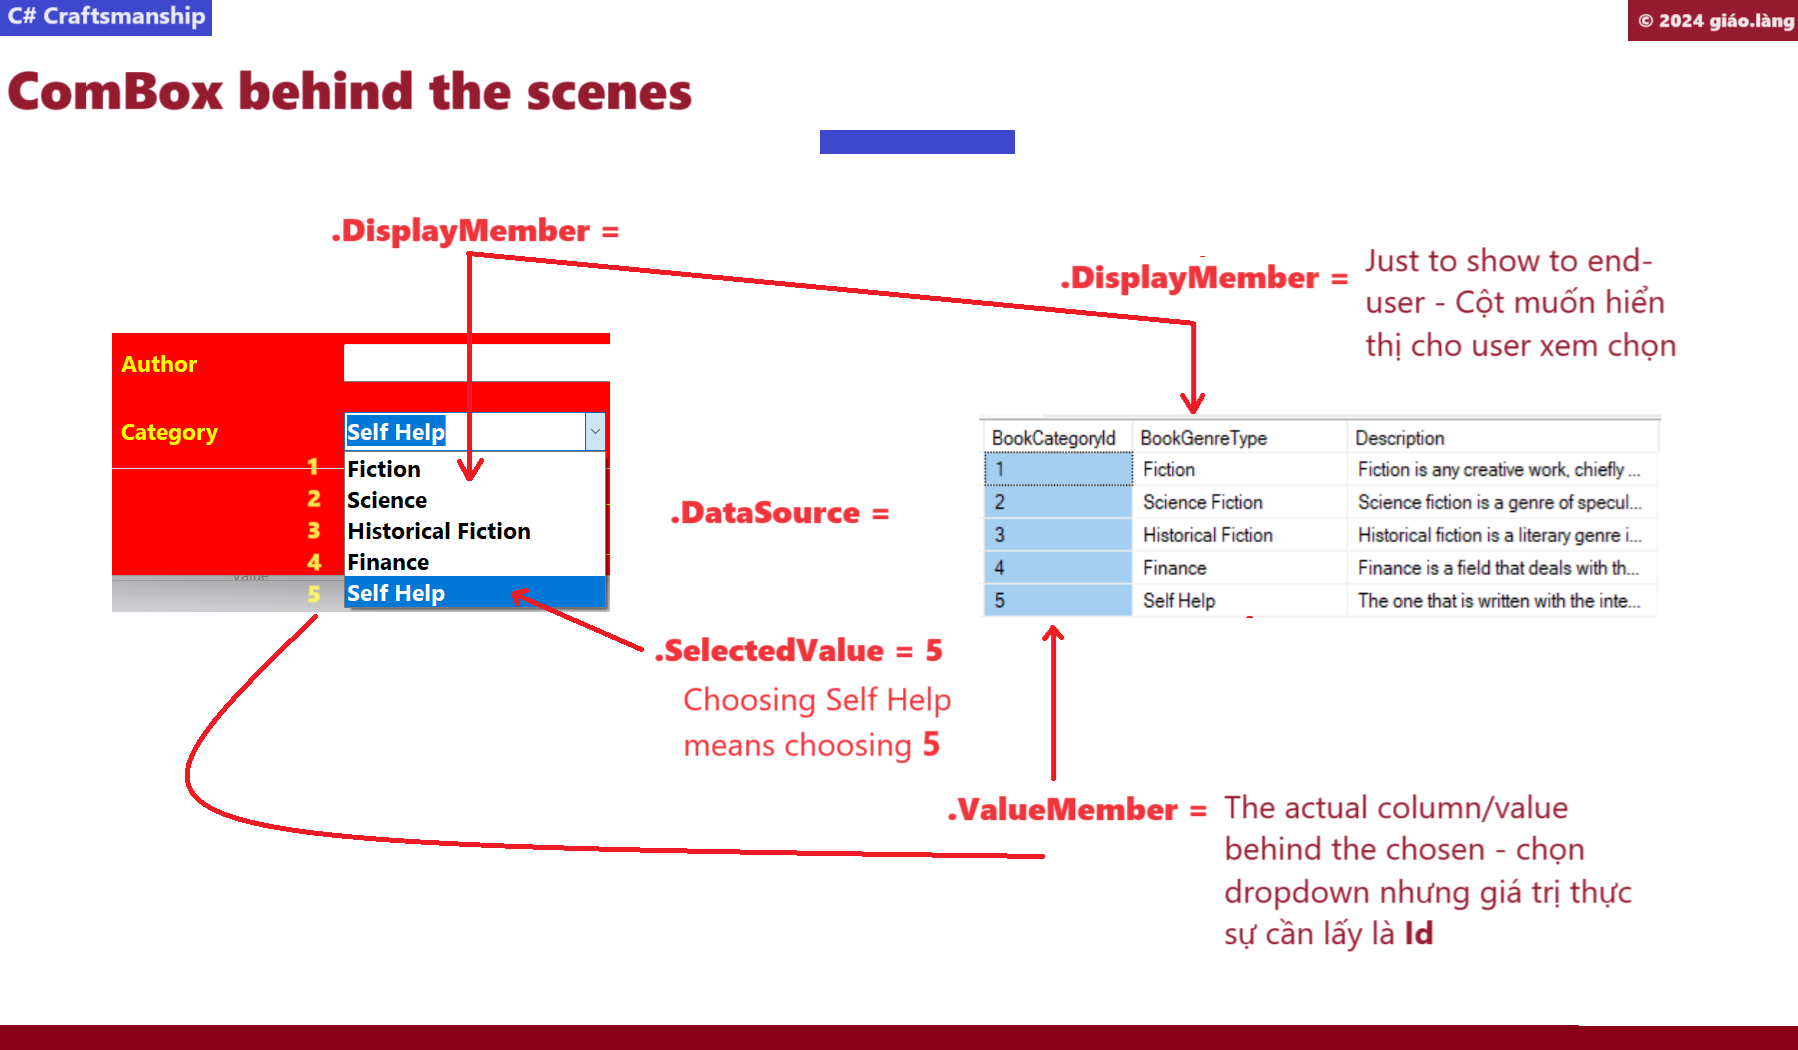 C# Craftsmanship
© 2024 giáo.làng
ComBox behind the scenes
.DisplayMember =
.DisplayMember =
Just to show to end-
user - Cột muốn hiển
thị cho user xem chọn
Author
Category
Self Help
1 Fiction
2 Science
3 Historical Fiction
4 Finance
5 Self Help
value
.DataSource =
BookCategoryId BookGenreType Description
1 Fiction Fiction is any creative work, chiefly ...
2 Science Fiction Science fiction is a genre of specul...
3 Historical Fiction Historical fiction is a literary genre i...
4 Finance Finance is a field that deals with th...
5 Self Help The one that is written with the inte...
.SelectedValue = 5
Choosing Self Help
means choosing 5
.ValueMember =
The actual column/value
behind the chosen - chọn
dropdown nhưng giá trị thực
sự cần lấy là Id